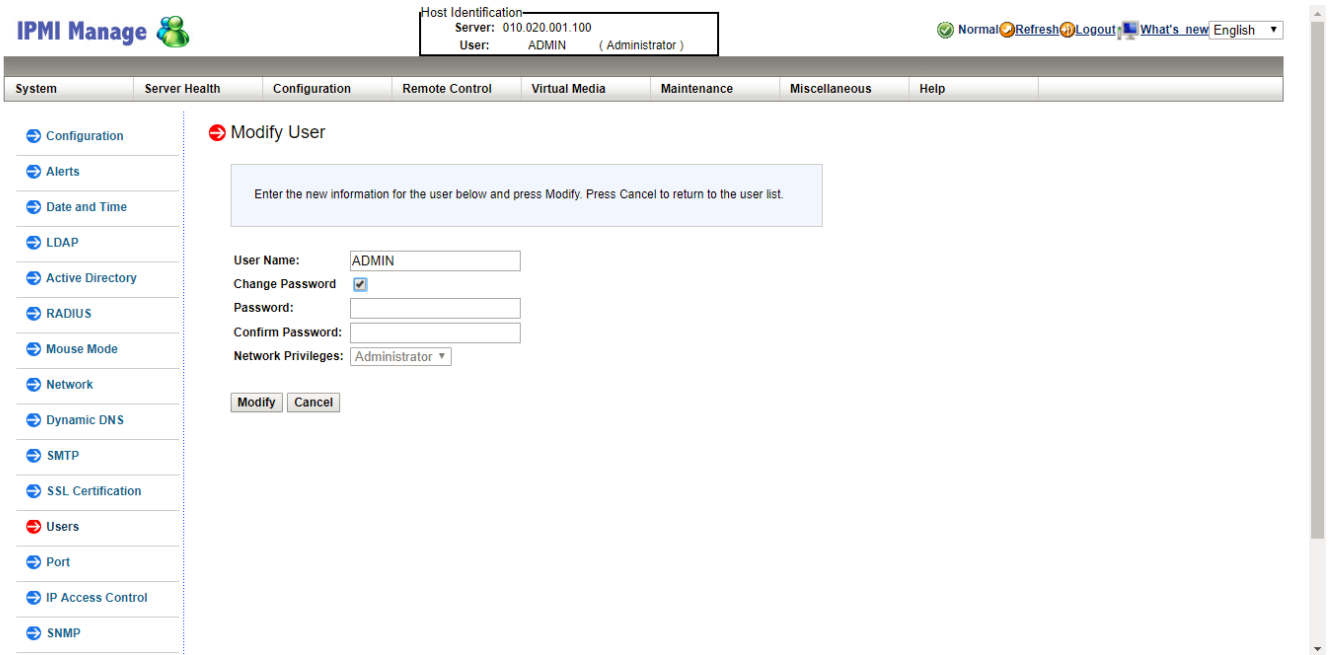 IPMI Manage
Host Identification
Server: 010.020.001.100
User: ADMIN ( Administrator )
Normal Refresh Logout What's new English
System Server Health Configuration Remote Control Virtual Media Maintenance Miscellaneous Help
Configuration
Alerts
Date and Time
LDAP
Active Directory
RADIUS
Mouse Mode
Network
Dynamic DNS
SMTP
SSL Certification
Users
Port
IP Access Control
SNMP
Modify User
Enter the new information for the user below and press Modify. Press Cancel to return to the user list.
User Name: ADMIN
Change Password
Password:
Confirm Password:
Network Privileges: Administrator
Modify Cancel